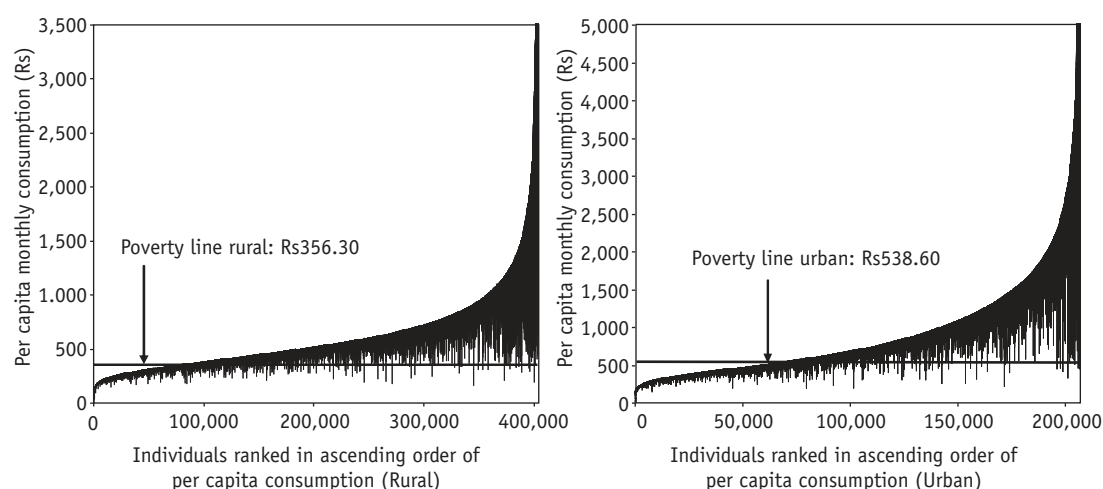 Per capita monthly consumption (Rs)
3,500
3,000
2,500
2,000
1,500
1.000
500
0
Poverty line rural: Rs356.30
0 100,000 200,000 300,000 400,000
Individuals ranked in ascending order of
per capita consumption (Rural)
Per capita monthly consumption (Rs)
5,000
4,500
4,000
3,500
3,000
2,500
2,000
1,500
1,000
500
0
Poverty line urban: Rs538.60
0 50,000 100,000 150,000 200,000
Individuals ranked in ascending order of
per capita consumption (Urban)